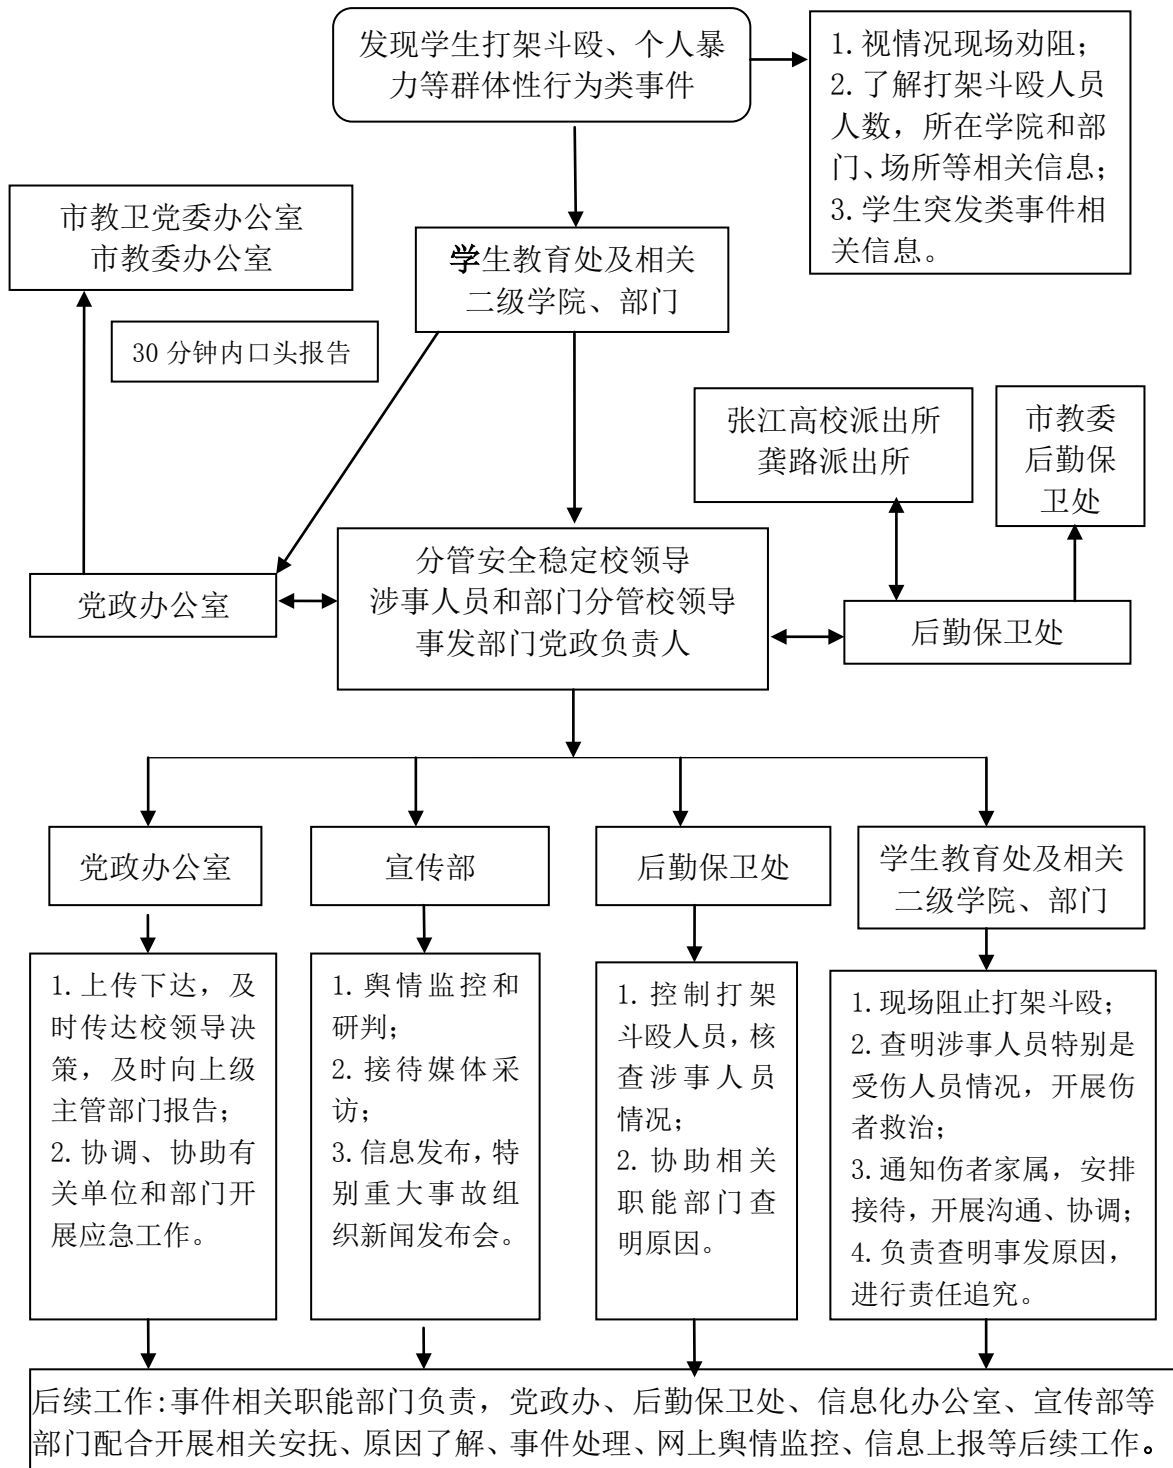 发现学生打架斗殴、个人暴
力等群体性行为类事件
1.视情况现场劝阻；
2.了解打架斗殴人员
人数，所在学院和部
门、场所等相关信息；
3.学生突发类事件相
关信息。
市教卫党委办公室
市教委办公室
学生教育处及相关
二级学院、部门
30 分钟内口头报告
张江高校派出所
龚路派出所
市教委
后勤保
卫处
分管安全稳定校领导
涉事人员和部门分管校领导
事发部门党政负责人
党政办公室
后勤保卫处
党政办公室
宣传部
后勤保卫处
学生教育处及相关
二级学院、部门
1.上传下达，及
时传达校领导决
策，及时向上级
主管部门报告；
2.协调、协助有
关单位和部门开
展应急工作。
1.舆情监控和
研判；
2.接待媒体采
访；
3.信息发布，特
别重大事故组
织新闻发布会。
1.控制打架
斗殴人员，核
查涉事人员
情况；
2.协助相关
职能部门查
明原因。
1.现场阻止打架斗殴；
2.查明涉事人员特别是
受伤人员情况，开展伤
者救治；
3.通知伤者家属，安排
接待，开展沟通、协调；
4.负责查明事发原因，
进行责任追究。
后续工作:事件相关职能部门负责，党政办、后勤保卫处、信息化办公室、宣传部等
部门配合开展相关安抚、原因了解、事件处理、网上舆情监控、信息上报等后续工作。